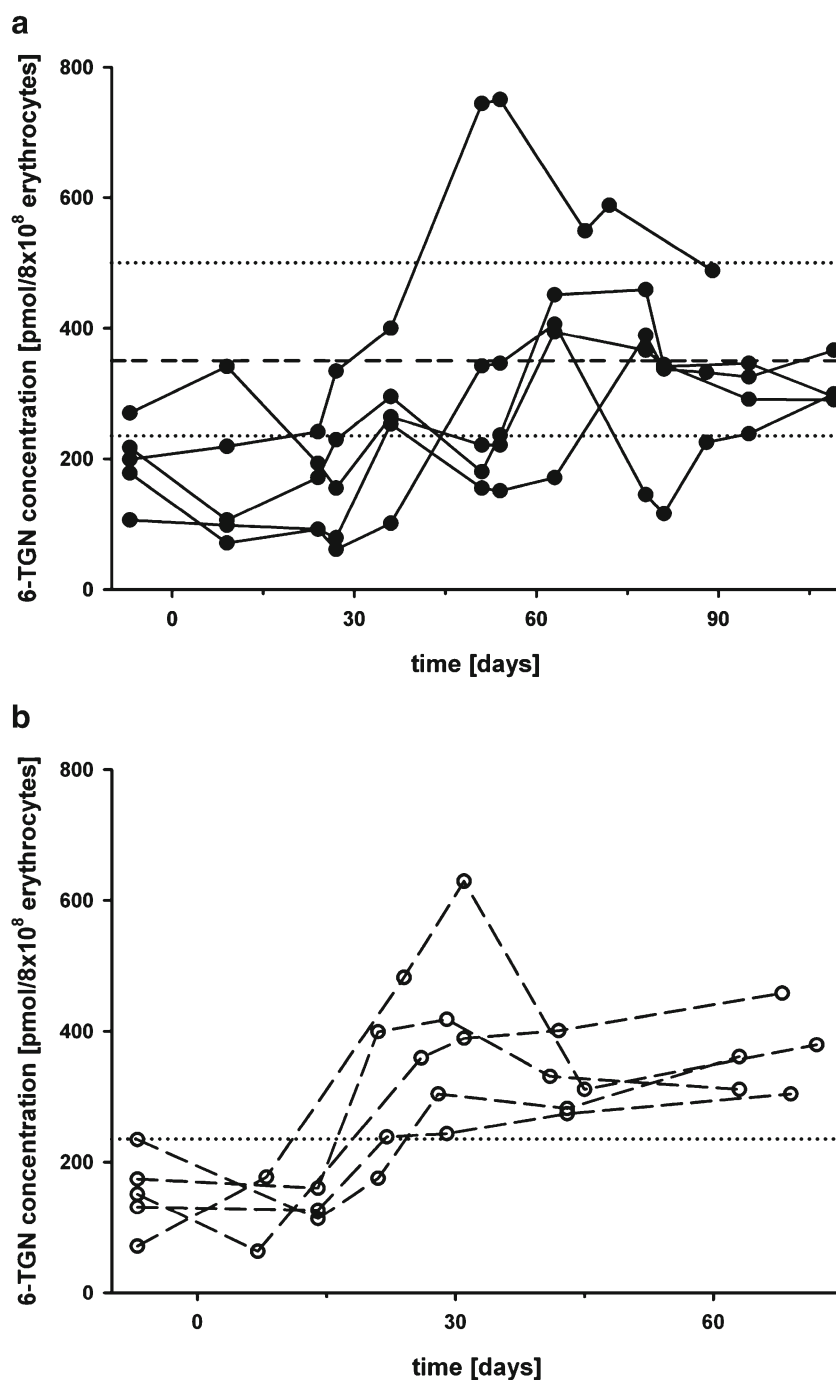 a
6-TGN concentration [pmol/8x10⁸ erythrocytes]
800
600
400
200
0
0 30 60 90
time [days]
b
6-TGN concentration [pmol/8x10⁸ erythrocytes]
800
600
400
200
0
0 30 60
time [days]